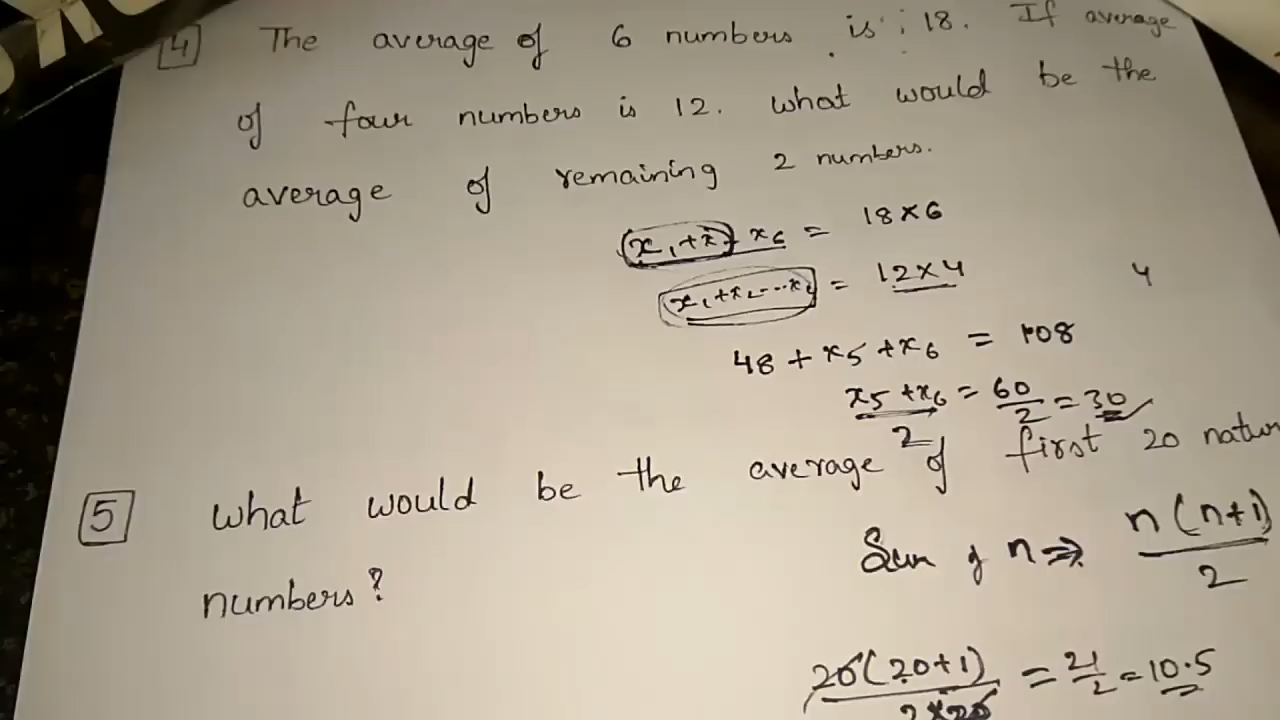 4 The average of 6 numbers is : 18. If average
of four numbers is 12. what would be the
average of remaining 2 numbers.
(x₁+x) x₆ = 18×6
x₁+x₂-...x₄ = 12×4 4
48 + x₅ + x₆ = 108
(x₅+x₆)/2 = 60/2 = 30
5 What would be the average of first 20 natur
numbers?
Sum of n ⇒ n(n+1)/2
20(20+1)/2×20 = 21/2 = 10.5